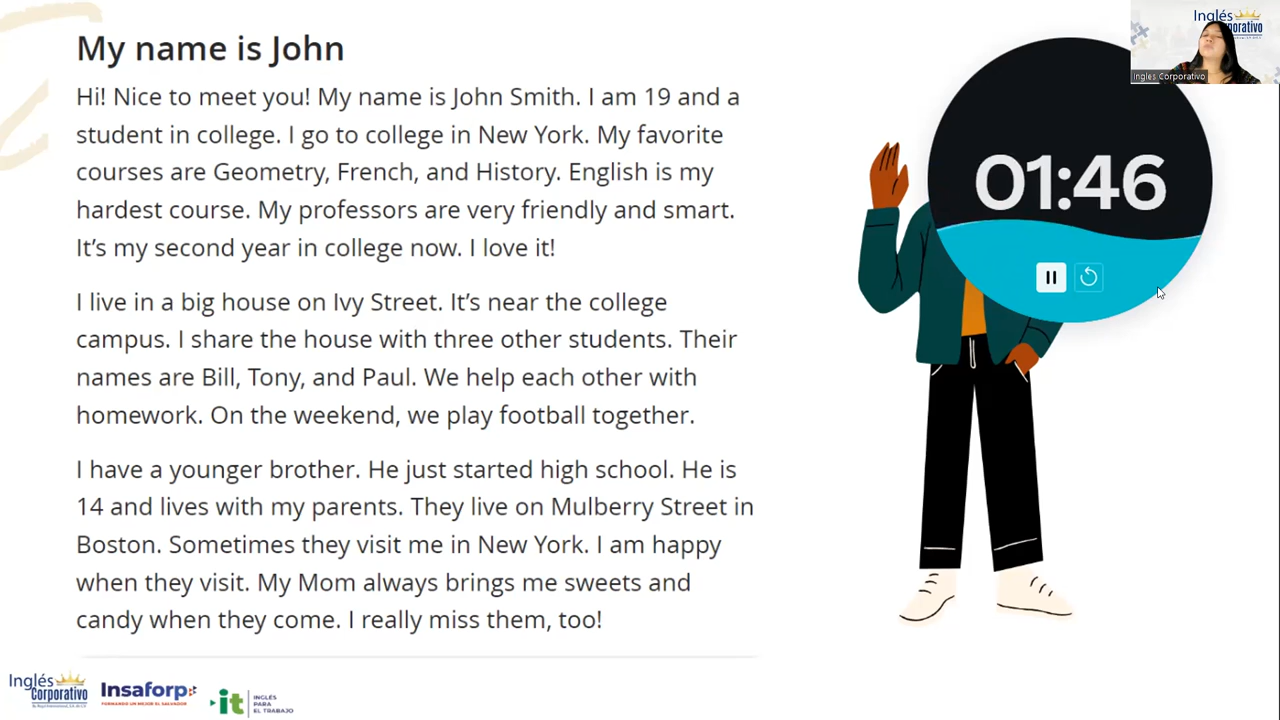 My name is John
Hi! Nice to meet you! My name is John Smith. I am 19 and a
student in college. I go to college in New York. My favorite
courses are Geometry, French, and History. English is my
hardest course. My professors are very friendly and smart.
It's my second year in college now. I love it!
I live in a big house on Ivy Street. It's near the college
campus. I share the house with three other students. Their
names are Bill, Tony, and Paul. We help each other with
homework. On the weekend, we play football together.
I have a younger brother. He just started high school. He is
14 and lives with my parents. They live on Mulberry Street in
Boston. Sometimes they visit me in New York. I am happy
when they visit. My Mom always brings me sweets and
candy when they come. I really miss them, too!
01:46
Inglés
Ingles Corporativo
Inglés
Corporativo
Insaforp
FORMANDO UN MEJOR EL SALVADOR
it
INGLÉS
PARA
EL TRABAJO